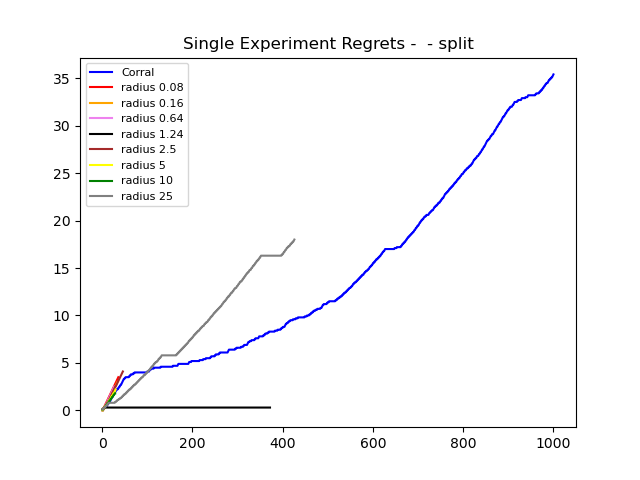 Single Experiment Regrets -  - split
Corral
radius 0.08
radius 0.16
radius 0.64
radius 1.24
radius 2.5
radius 5
radius 10
radius 25
35
30
25
20
15
10
5
0
0 200 400 600 800 1000